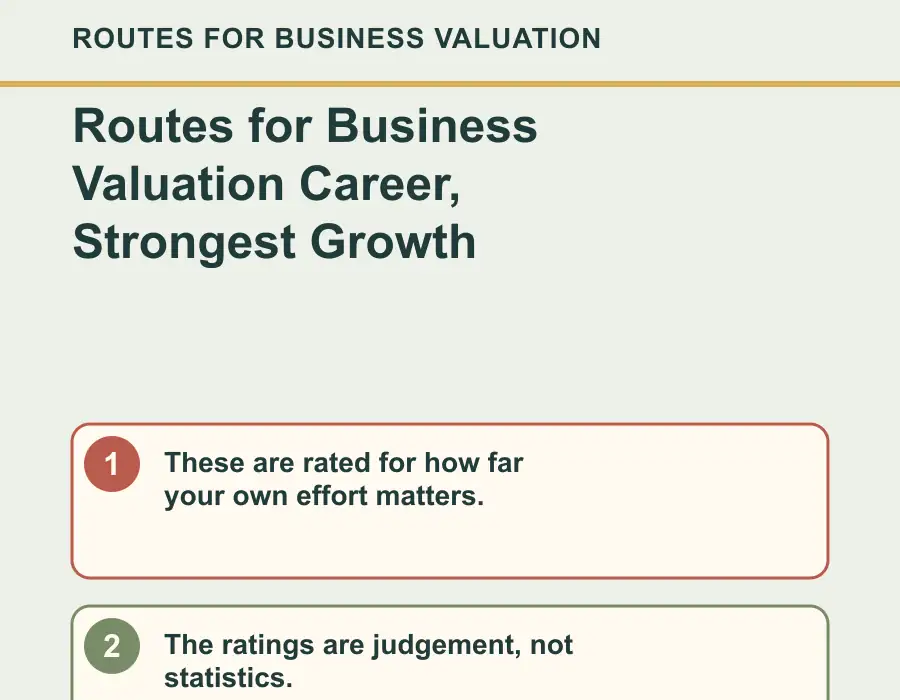 ROUTES FOR BUSINESS VALUATION
Routes for Business
Valuation Career,
Strongest Growth
1
These are rated for how far
your own effort matters.
2
The ratings are judgement, not
statistics.